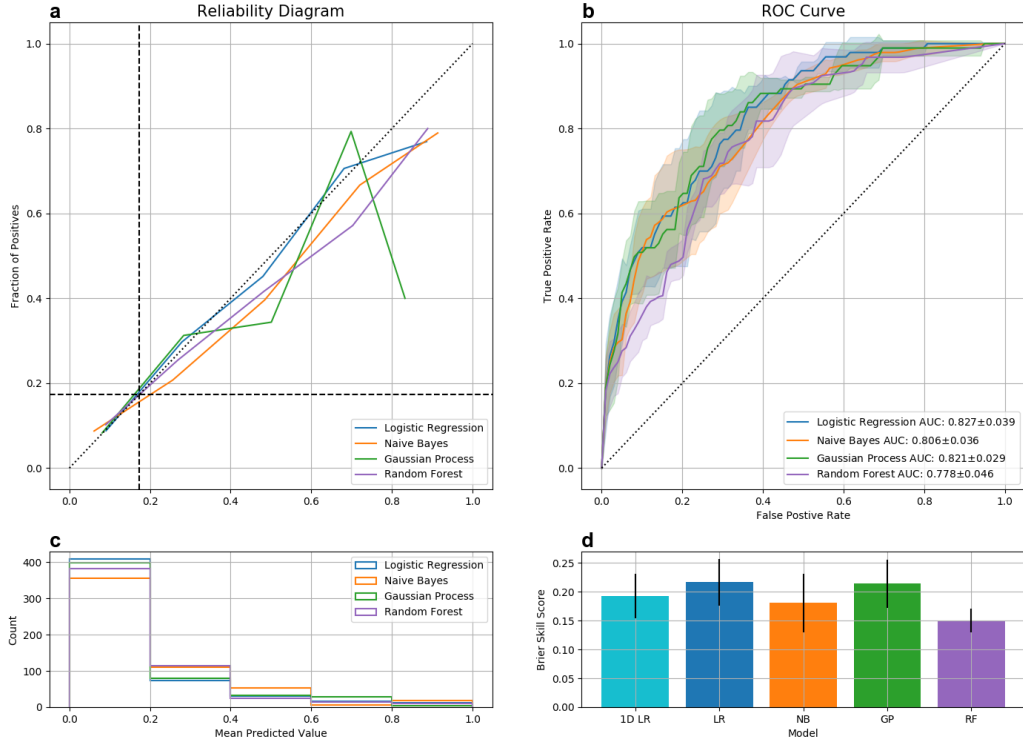 a
Reliability Diagram
1.0
0.8
0.6
0.4
0.2
0.0
Fraction of Positives
0.0 0.2 0.4 0.6 0.8 1.0
Logistic Regression
Naive Bayes
Gaussian Process
Random Forest
b
ROC Curve
1.0
0.8
0.6
0.4
0.2
0.0
True Positive Rate
0.0 0.2 0.4 0.6 0.8 1.0
False Postive Rate
Logistic Regression AUC: 0.827±0.039
Naive Bayes AUC: 0.806±0.036
Gaussian Process AUC: 0.821±0.029
Random Forest AUC: 0.778±0.046
c
400
300
200
100
0
Count
0.0 0.2 0.4 0.6 0.8 1.0
Mean Predicted Value
Logistic Regression
Naive Bayes
Gaussian Process
Random Forest
d
0.25
0.20
0.15
0.10
0.05
0.00
Brier Skill Score
1D LR LR NB GP RF
Model